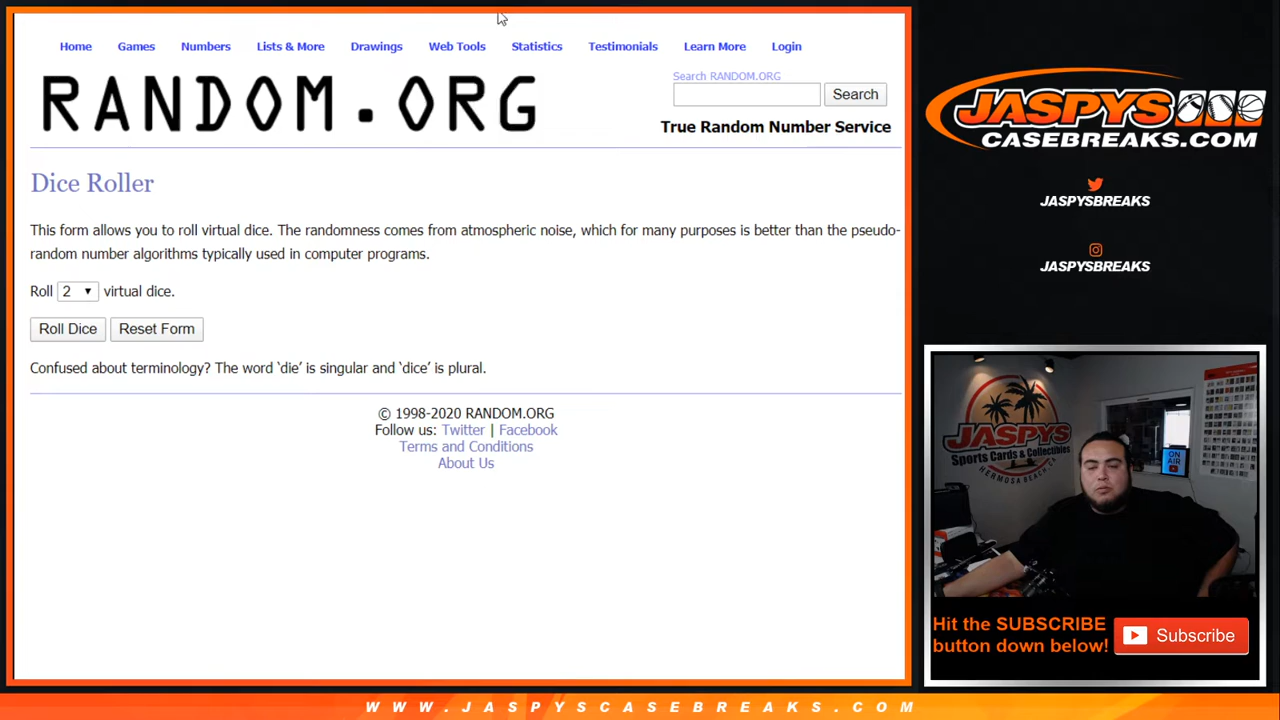 Home Games Numbers Lists & More Drawings Web Tools Statistics Testimonials Learn More Login
RANDOM.ORG
Search RANDOM.ORG
Search
True Random Number Service
Dice Roller
This form allows you to roll virtual dice. The randomness comes from atmospheric noise, which for many purposes is better than the pseudo-
random number algorithms typically used in computer programs.
Roll 2 virtual dice.
Roll Dice Reset Form
Confused about terminology? The word ‘die’ is singular and ‘dice’ is plural.
© 1998-2020 RANDOM.ORG
Follow us: Twitter | Facebook
Terms and Conditions
About Us
JASPYS
CASEBREAKS.COM
JASPYSBREAKS
JASPYSBREAKS
JASPYS
Sports Cards & Collectibles
HERMOSA BEACH, CA
ON AIR
Hit the SUBSCRIBE
button down below!
Subscribe
WWW.JASPYSCASEBREAKS.COM